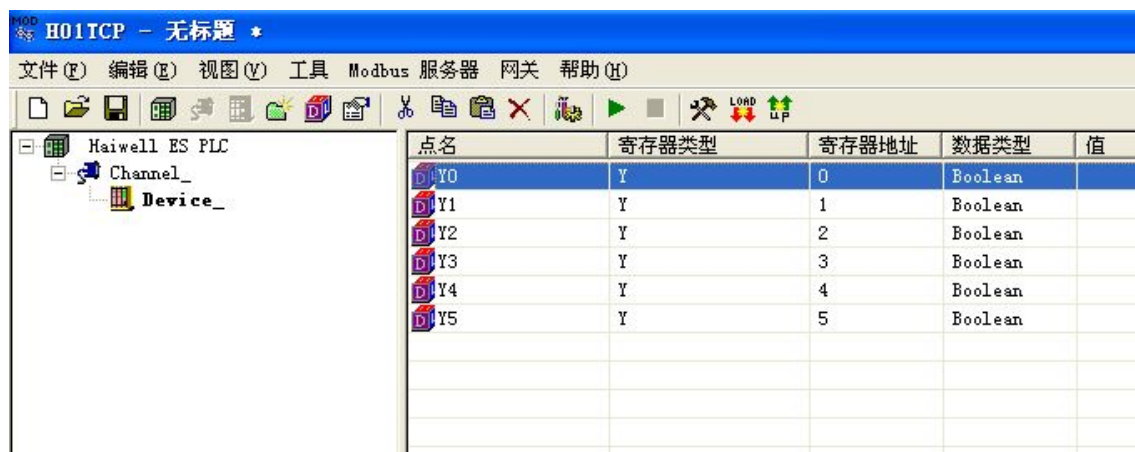 MOD H01TCP - 无标题 *
文件(F) 编辑(E) 视图(V) 工具 Modbus 服务器 网关 帮助(H)
LOAD UP
Haiwell ES PLC
Channel_
Device_
点名 寄存器类型 寄存器地址 数据类型 值
D Y0 Y 0 Boolean
D Y1 Y 1 Boolean
D Y2 Y 2 Boolean
D Y3 Y 3 Boolean
D Y4 Y 4 Boolean
D Y5 Y 5 Boolean